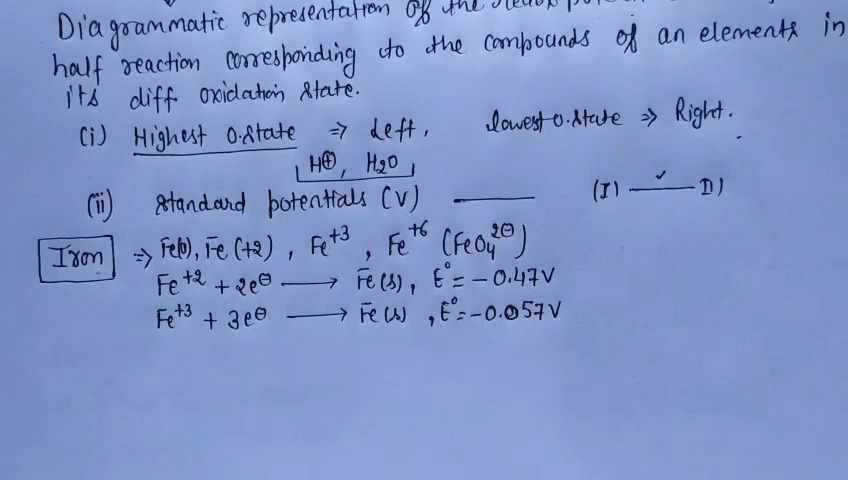 Diagrammatic representation of the
half reaction corresponding to the compounds of an elements in
its diff oxidation state.
(i) Highest O.State ⇒ Left, lowest O.State ⇒ Right.
H⊕, H2O
(ii) Standard potentials (V) ——— (I) —✓— II)
Iron ⇒ Fe(0), Fe(+2), Fe+3, Fe+6 (FeO4 2⊖)
Fe+2 + 2e⊖ ⟶ Fe(s), E° = -0.47V
Fe+3 + 3e⊖ ⟶ Fe(s), E° = -0.057V